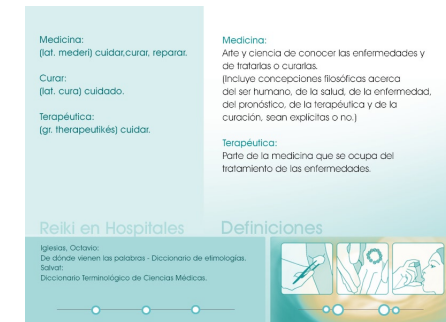 Medicina:
(lat. mederi) cuidar,curar, reparar.
Curar:
(lat. cura) cuidado.
Terapéutica:
(gr. therapeutikés) cuidar.
Medicina:
Arte y ciencia de conocer las enfermedades y
de tratarlas o curarlas.
(Incluye concepciones filosóficas acerca
del ser humano, de la salud, de la enfermedad,
del pronóstico, de la terapéutica y de la
curación, sean explícitas o no.)
Terapéutica:
Parte de la medicina que se ocupa del
tratamiento de las enfermedades.
Reiki en Hospitales
Definiciones
Iglesias, Octavio:
De dónde vienen las palabras - Diccionario de etimologías.
Salvat:
Diccionario Terminológico de Ciencias Médicas.